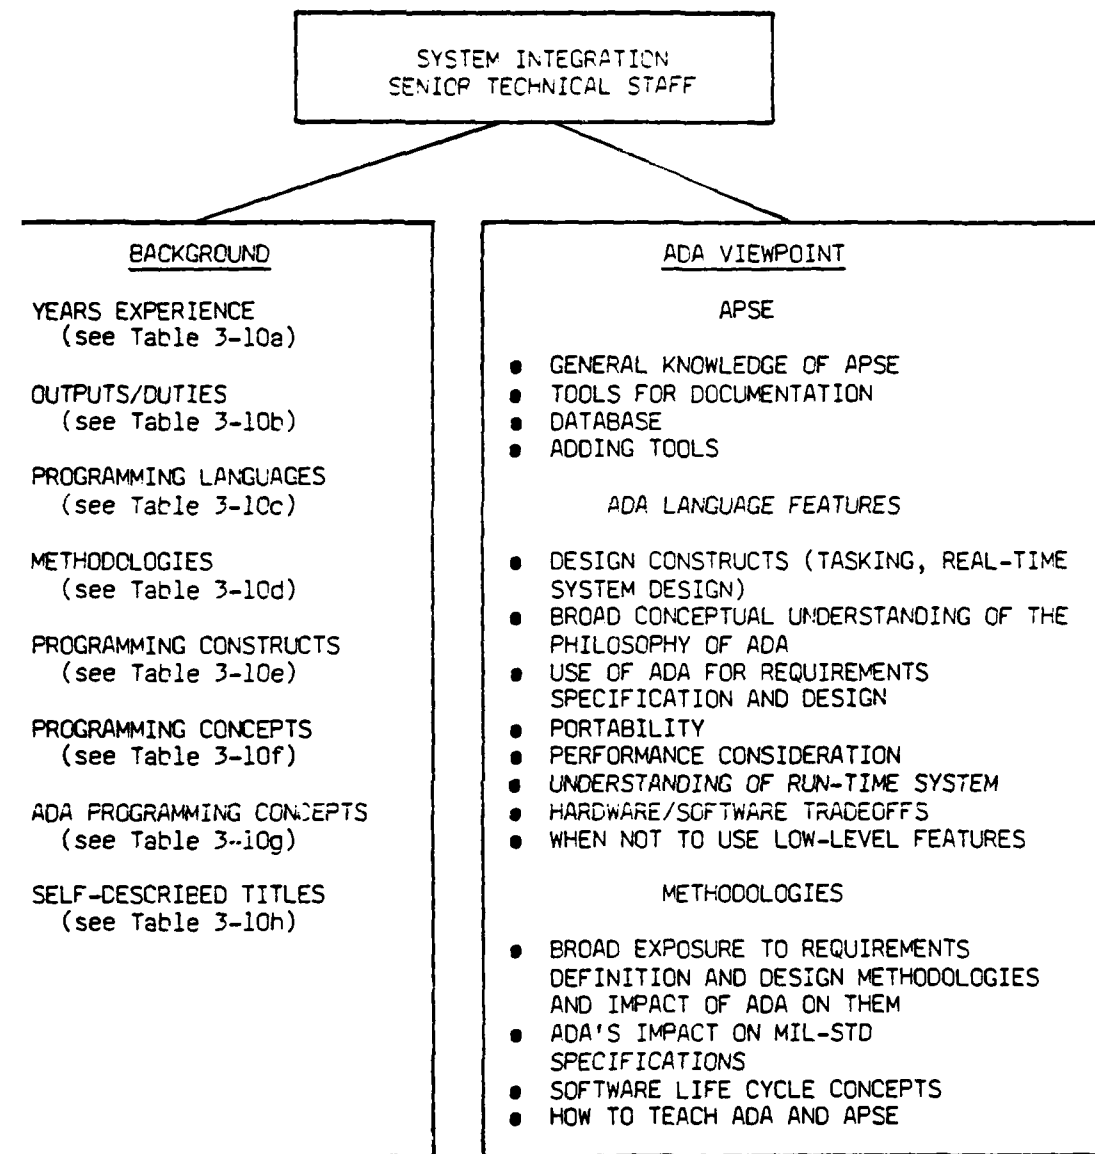 SYSTEM INTEGRATION
SENIOR TECHNICAL STAFF
BACKGROUND
YEARS EXPERIENCE
(see Table 3-10a)
OUTPUTS/DUTIES
(see Table 3-10b)
PROGRAMMING LANGUAGES
(see Table 3-10c)
METHODOLOGIES
(see Table 3-10d)
PROGRAMMING CONSTRUCTS
(see Table 3-10e)
PROGRAMMING CONCEPTS
(see Table 3-10f)
ADA PROGRAMMING CONCEPTS
(see Table 3-10g)
SELF-DESCRIBED TITLES
(see Table 3-10h)
ADA VIEWPOINT
APSE
• GENERAL KNOWLEDGE OF APSE
• TOOLS FOR DOCUMENTATION
• DATABASE
• ADDING TOOLS
ADA LANGUAGE FEATURES
• DESIGN CONSTRUCTS (TASKING, REAL-TIME
SYSTEM DESIGN)
• BROAD CONCEPTUAL UNDERSTANDING OF THE
PHILOSOPHY OF ADA
• USE OF ADA FOR REQUIREMENTS
SPECIFICATION AND DESIGN
• PORTABILITY
• PERFORMANCE CONSIDERATION
• UNDERSTANDING OF RUN-TIME SYSTEM
• HARDWARE/SOFTWARE TRADEOFFS
• WHEN NOT TO USE LOW-LEVEL FEATURES
METHODOLOGIES
• BROAD EXPOSURE TO REQUIREMENTS
DEFINITION AND DESIGN METHODOLOGIES
AND IMPACT OF ADA ON THEM
• ADA'S IMPACT ON MIL-STD
SPECIFICATIONS
• SOFTWARE LIFE CYCLE CONCEPTS
• HOW TO TEACH ADA AND APSE